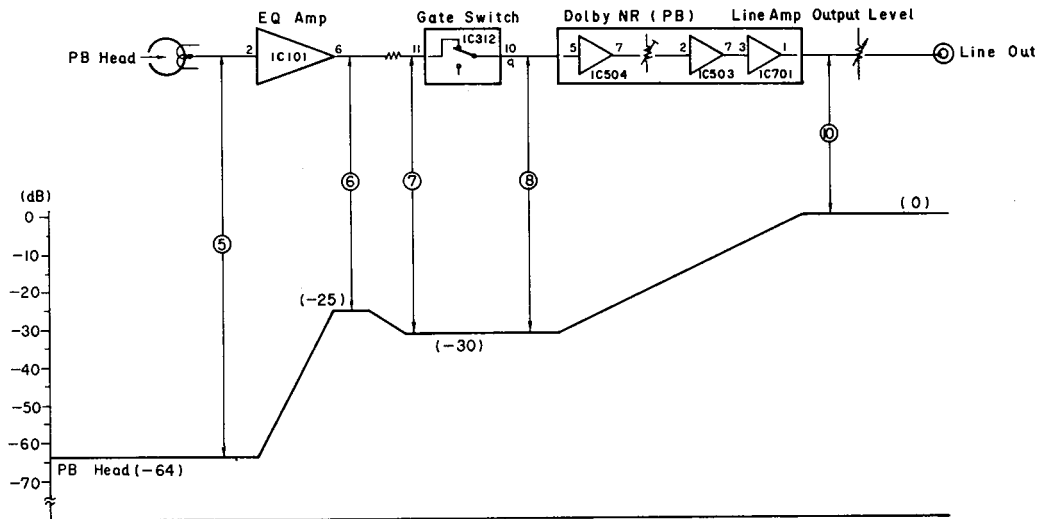 EQ Amp
Gate Switch
Dolby NR (PB)
Line Amp Output Level
PB Head
2
IC101
6
11
IC312
10
9
5
7
IC504
2
7
IC503
3
1
IC701
Line Out
⑤
⑥
⑦
⑧
⑩
(dB)
0
-10
-20
-30
-40
-50
-60
-70
(-25)
(-30)
(0)
PB Head (-64)